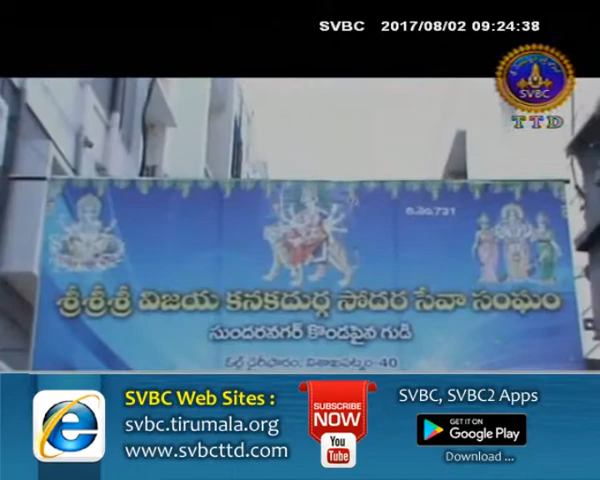 SVBC 2017/08/02 09:24:38
SVBC
TTD
రి.నెం.731
శ్రీశ్రీశ్రీ విజయ కనకదుర్గ సోదర సేవా సంఘం
సుందరనగర్ కొండపైన గుడి
ఓల్డ్ డైరీఫారం, విశాఖపట్నం-40
SVBC Web Sites :
svbc.tirumala.org
www.svbcttd.com
SUBSCRIBE
NOW
You
Tube
SVBC, SVBC2 Apps
GET IT ON
Google Play
Download ...